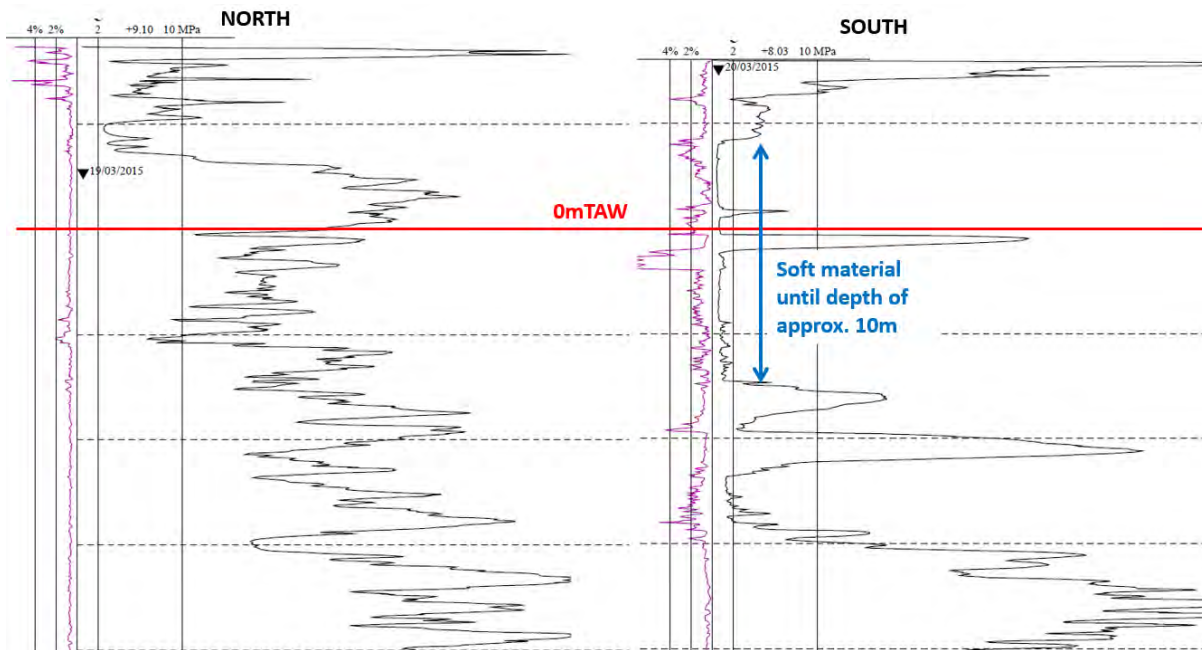 NORTH
4% 2% 2 +9.10 10 MPa
19/03/2015
SOUTH
4% 2% 2 +8.03 10 MPa
20/03/2015
0mTAW
Soft material
until depth of
approx. 10m